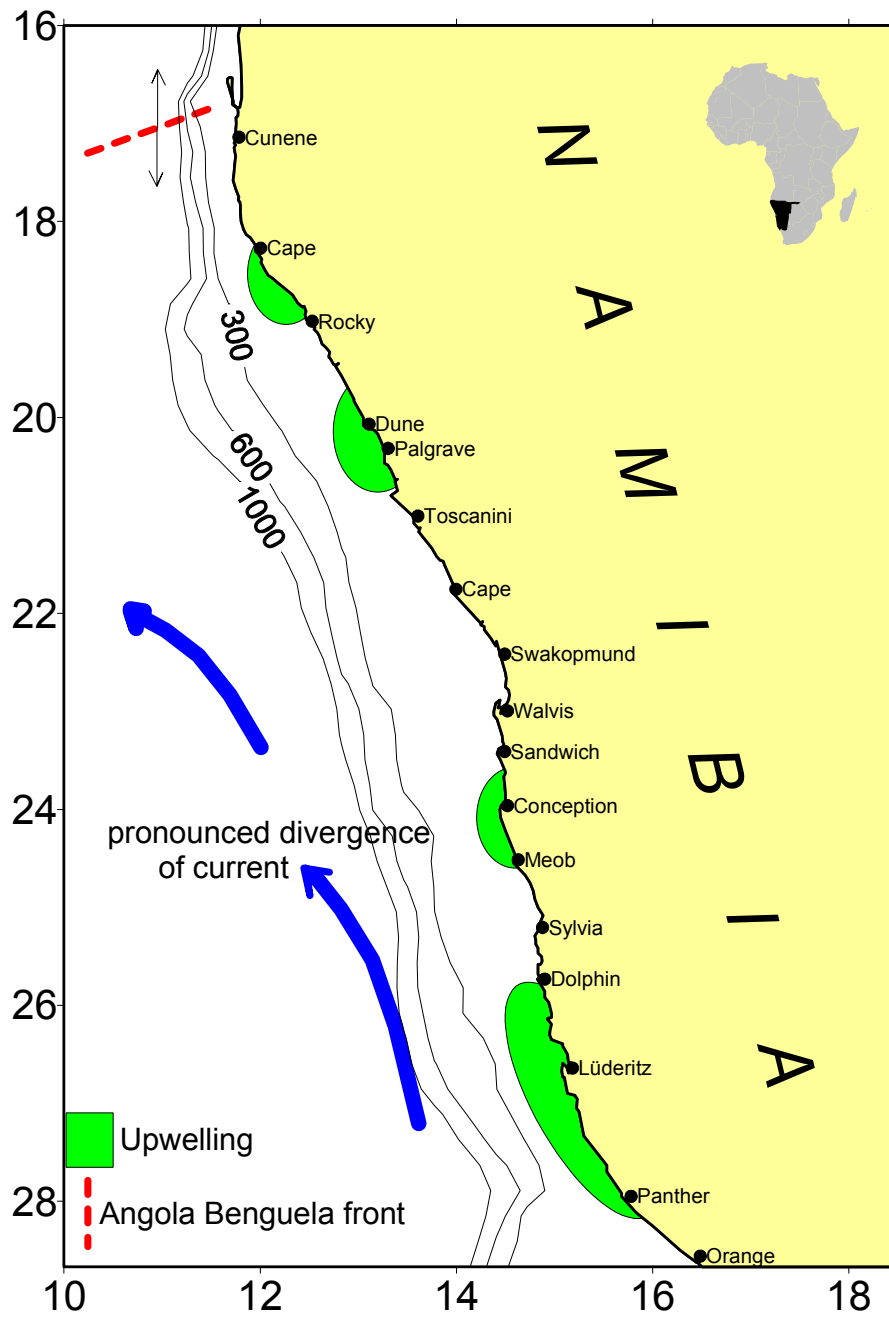 16
18
20
22
24
26
28
10
12
14
16
18
Cunene
Cape
Rocky
Dune
Palgrave
Toscanini
Cape
Swakopmund
Walvis
Sandwich
Conception
Meob
Sylvia
Dolphin
Lüderitz
Panther
Orange
NAMIBIA
300
600
1000
pronounced divergence
of current
Upwelling
Angola Benguela front